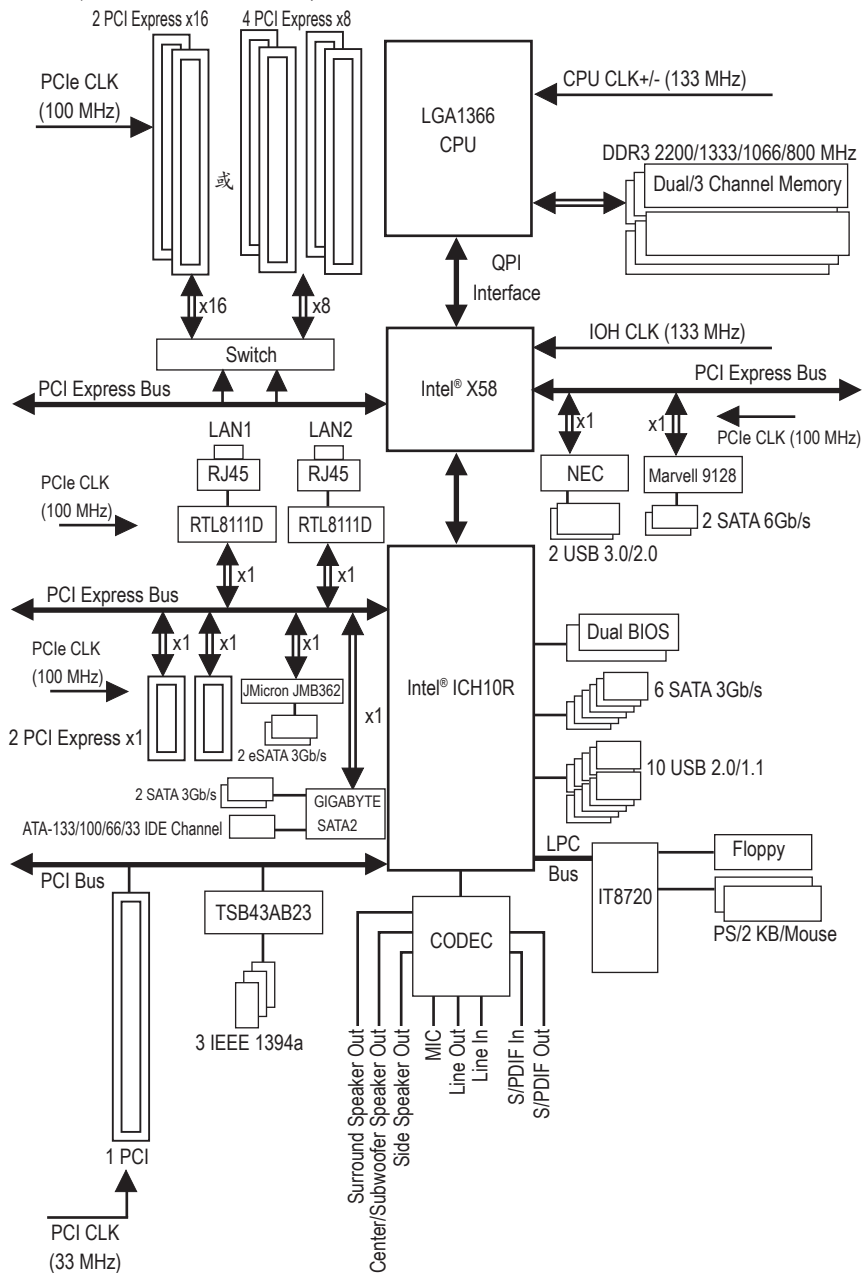 2 PCI Express x16
4 PCI Express x8
PCIe CLK
(100 MHz)
或
LGA1366
CPU
CPU CLK+/- (133 MHz)
DDR3 2200/1333/1066/800 MHz
Dual/3 Channel Memory
QPI
Interface
x16
x8
Switch
PCI Express Bus
Intel® X58
IOH CLK (133 MHz)
PCI Express Bus
x1
x1
PCIe CLK (100 MHz)
NEC
Marvell 9128
2 USB 3.0/2.0
2 SATA 6Gb/s
LAN1
LAN2
RJ45
RJ45
PCIe CLK
(100 MHz)
RTL8111D
RTL8111D
x1
x1
PCI Express Bus
x1
x1
x1
x1
PCIe CLK
(100 MHz)
2 PCI Express x1
JMicron JMB362
2 eSATA 3Gb/s
2 SATA 3Gb/s
ATA-133/100/66/33 IDE Channel
GIGABYTE
SATA2
Intel® ICH10R
Dual BIOS
6 SATA 3Gb/s
10 USB 2.0/1.1
LPC
Bus
IT8720
Floppy
PS/2 KB/Mouse
PCI Bus
TSB43AB23
3 IEEE 1394a
CODEC
Surround Speaker Out
Center/Subwoofer Speaker Out
Side Speaker Out
MIC
Line Out
Line In
S/PDIF In
S/PDIF Out
1 PCI
PCI CLK
(33 MHz)